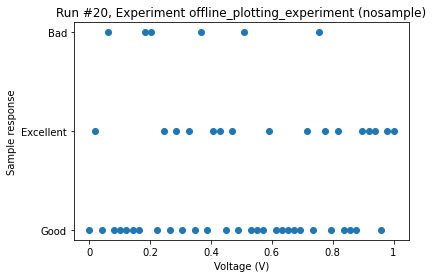 Run #20, Experiment offline_plotting_experiment (nosample)
Bad
Excellent
Good
Sample response
0 0.2 0.4 0.6 0.8 1
Voltage (V)